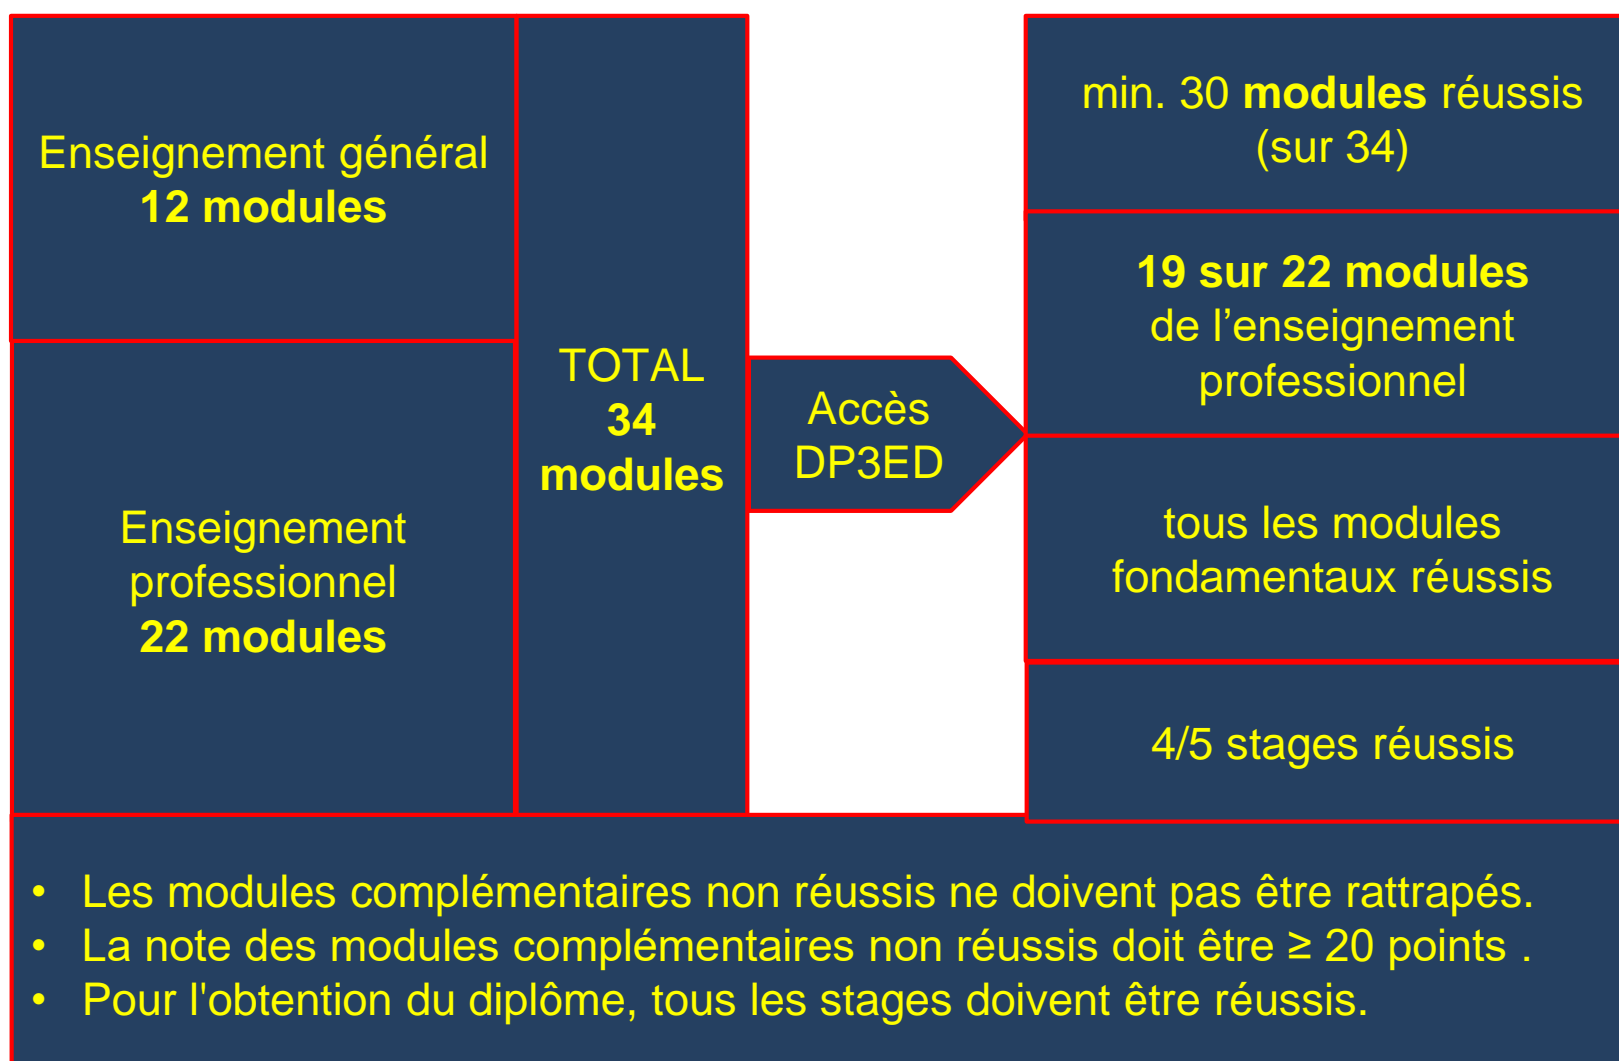 Enseignement général
12 modules
Enseignement
professionnel
22 modules
TOTAL
34
modules
Accès
DP3ED
min. 30 modules réussis
(sur 34)
19 sur 22 modules
de l’enseignement
professionnel
tous les modules
fondamentaux réussis
4/5 stages réussis
• Les modules complémentaires non réussis ne doivent pas être rattrapés.
• La note des modules complémentaires non réussis doit être ≥ 20 points .
• Pour l'obtention du diplôme, tous les stages doivent être réussis.